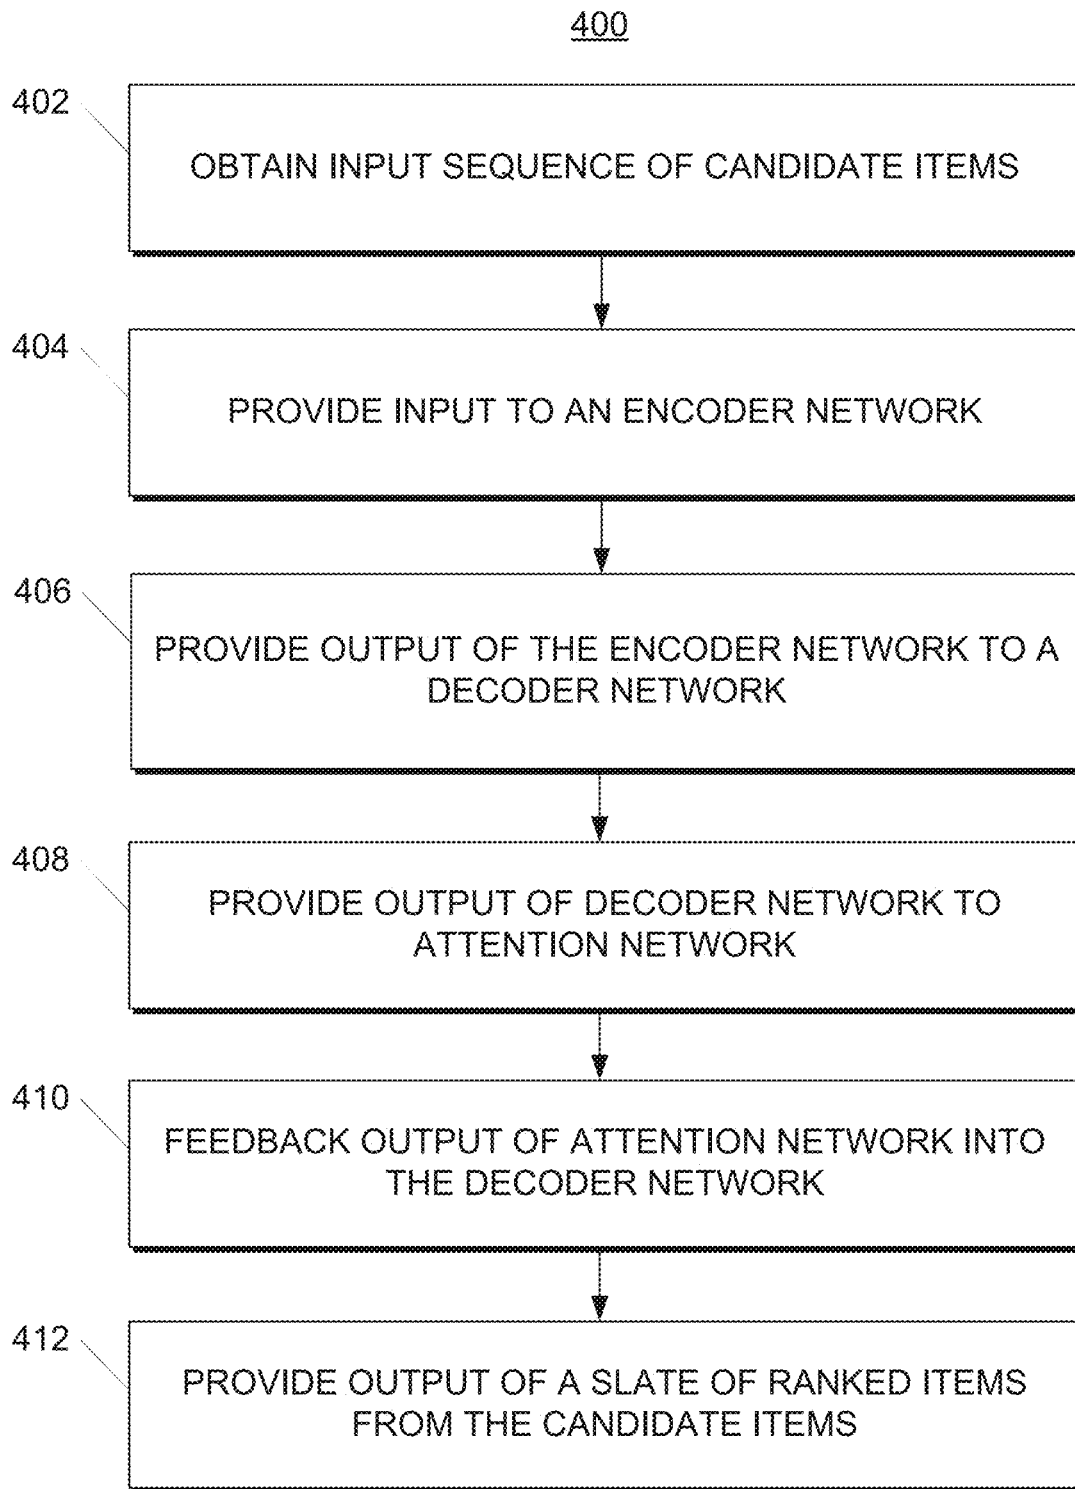 400
402
OBTAIN INPUT SEQUENCE OF CANDIDATE ITEMS
404
PROVIDE INPUT TO AN ENCODER NETWORK
406
PROVIDE OUTPUT OF THE ENCODER NETWORK TO A
DECODER NETWORK
408
PROVIDE OUTPUT OF DECODER NETWORK TO
ATTENTION NETWORK
410
FEEDBACK OUTPUT OF ATTENTION NETWORK INTO
THE DECODER NETWORK
412
PROVIDE OUTPUT OF A SLATE OF RANKED ITEMS
FROM THE CANDIDATE ITEMS